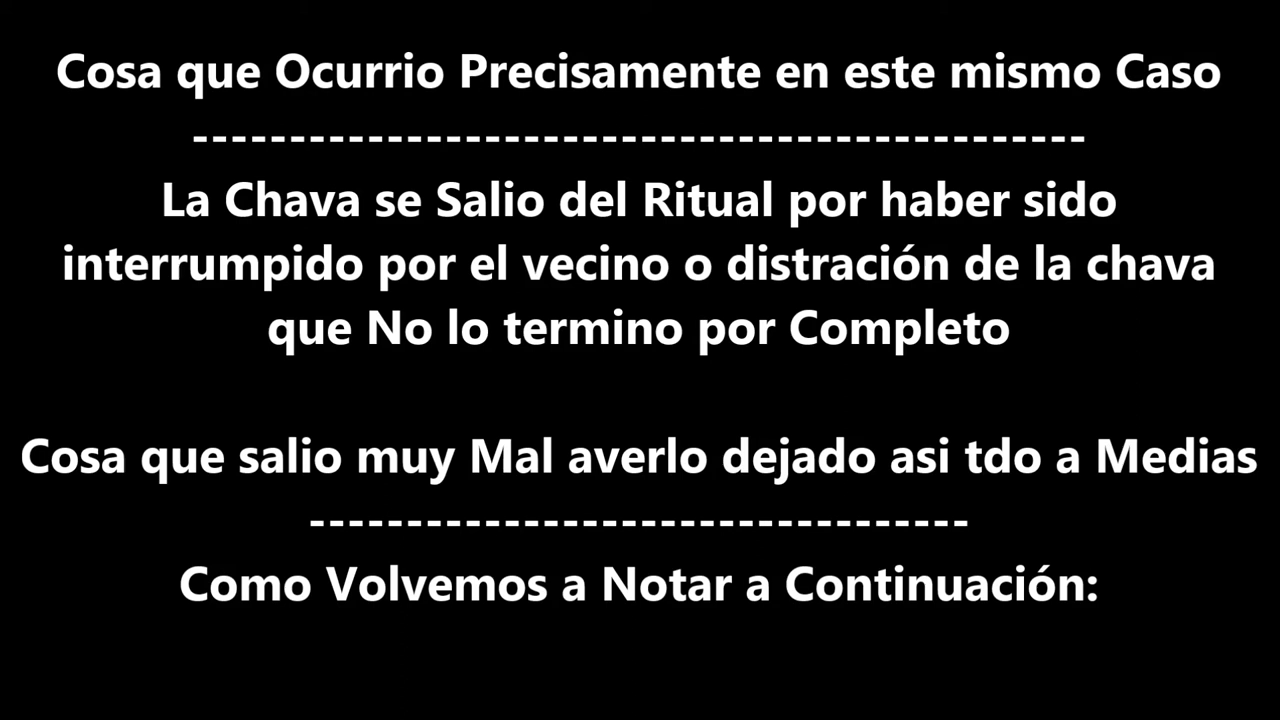 Cosa que Ocurrio Precisamente en este mismo Caso
----------------------------------------------
La Chava se Salio del Ritual por haber sido
interrumpido por el vecino o distración de la chava
que No lo termino por Completo
Cosa que salio muy Mal averlo dejado asi tdo a Medias
----------------------------------
Como Volvemos a Notar a Continuación: